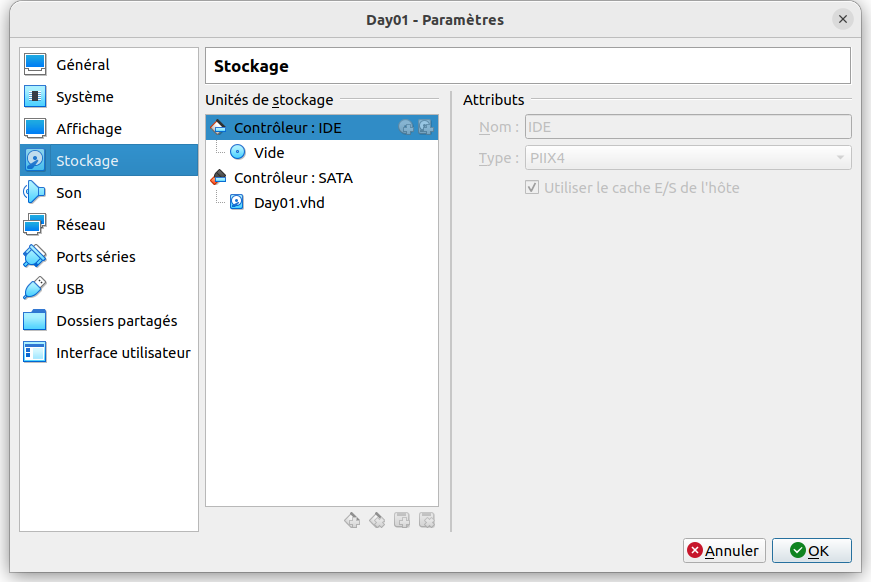 Day01 - Paramètres
Général
Système
Affichage
Stockage
Son
Réseau
Ports séries
USB
Dossiers partagés
Interface utilisateur
Stockage
Unités de stockage
Contrôleur : IDE
Vide
Contrôleur : SATA
Day01.vhd
Attributs
Nom : IDE
Type : PIIX4
Utiliser le cache E/S de l'hôte
Annuler OK